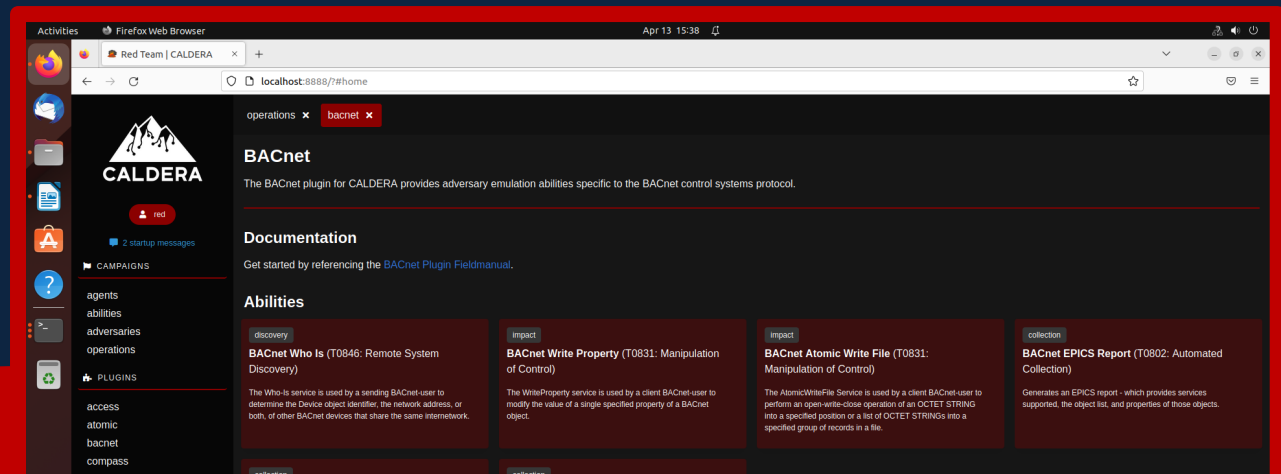 Activities Firefox Web Browser Apr 13 15:38
Red Team | CALDERA × +
localhost:8888/?#home
CALDERA
red
2 startup messages
CAMPAIGNS
agents
abilities
adversaries
operations
PLUGINS
access
atomic
bacnet
compass
operations × bacnet ×
BACnet
The BACnet plugin for CALDERA provides adversary emulation abilities specific to the BACnet control systems protocol.
Documentation
Get started by referencing the BACnet Plugin Fieldmanual.
Abilities
discovery
BACnet Who Is (T0846: Remote System
Discovery)
The Who-Is service is used by a sending BACnet-user to
determine the Device object identifier, the network address, or
both, of other BACnet devices that share the same internetwork.
impact
BACnet Write Property (T0831: Manipulation
of Control)
The WriteProperty service is used by a client BACnet-user to
modify the value of a single specified property of a BACnet
object.
impact
BACnet Atomic Write File (T0831:
Manipulation of Control)
The AtomicWriteFile Service is used by a client BACnet-user to
perform an open-write-close operation of an OCTET STRING
into a specified position or a list of OCTET STRINGs into a
specified group of records in a file.
collection
BACnet EPICS Report (T0802: Automated
Collection)
Generates an EPICS report - which provides services
supported, the object list, and properties of those objects.
collection
collection